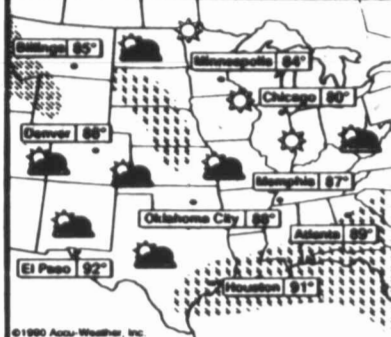 Billings 85°
Minneapolis 84°
Chicago 80°
Denver 88°
Memphis 87°
Oklahoma City 88°
Atlanta 89°
El Paso 92°
Houston 91°
©1990 Accu-Weather, Inc.